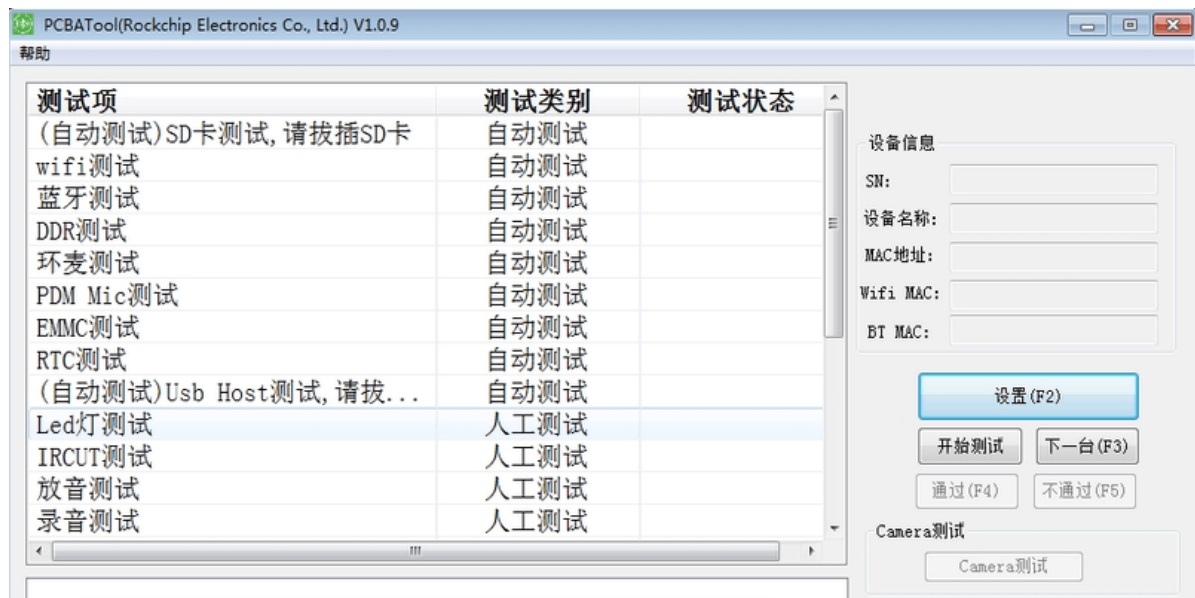 PCBATool(Rockchip Electronics Co., Ltd.) V1.0.9
帮助
测试项 测试类别 测试状态
(自动测试)SD卡测试,请拔插SD卡 自动测试
wifi测试 自动测试
蓝牙测试 自动测试
DDR测试 自动测试
环麦测试 自动测试
PDM Mic测试 自动测试
EMMC测试 自动测试
RTC测试 自动测试
(自动测试)Usb Host测试,请拔... 自动测试
Led灯测试 人工测试
IRCUT测试 人工测试
放音测试 人工测试
录音测试 人工测试
设备信息
SN:
设备名称:
MAC地址:
Wifi MAC:
BT MAC:
设置(F2)
开始测试 下一台(F3)
通过(F4) 不通过(F5)
Camera测试
Camera测试